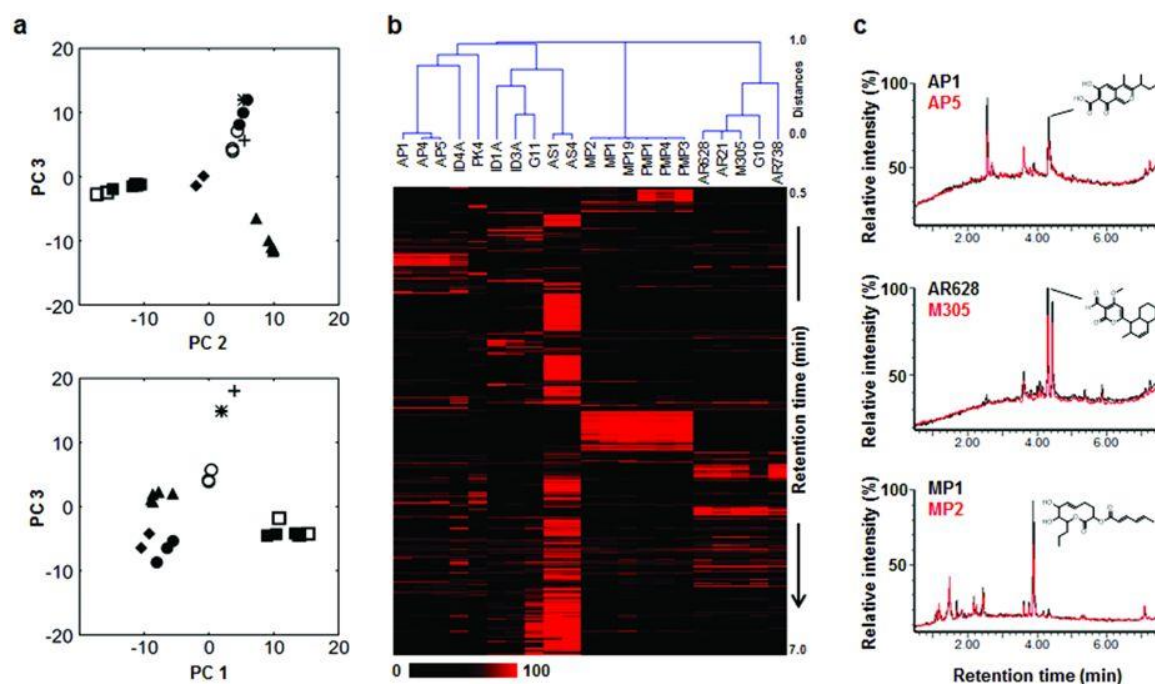 a
20
10
PC 3
0
-10
-20
-10
0
10
20
PC 2
20
10
PC 3
0
-10
-20
-10
0
10
20
PC 1
b
1.0
Distances
0.0
AP1
AP4
AP5
ID4A
PK4
ID1A
ID3A
G11
AS1
AS4
MP2
MP1
MP19
PMP1
PMP4
PMP3
AR628
AR21
M305
G10
AR738
0.5
Retention time (min)
7.0
0 100
c
Relative intensity (%)
100
50
AP1
AP5
HO
HO
O
O
2.00 4.00 6.00
Relative intensity (%)
100
50
AR628
M305
O
O
HO
O
O
2.00 4.00 6.00
Relative intensity (%)
100
50
MP1
MP2
HO
HO
O
O
O
O
2.00 4.00 6.00
Retention time (min)